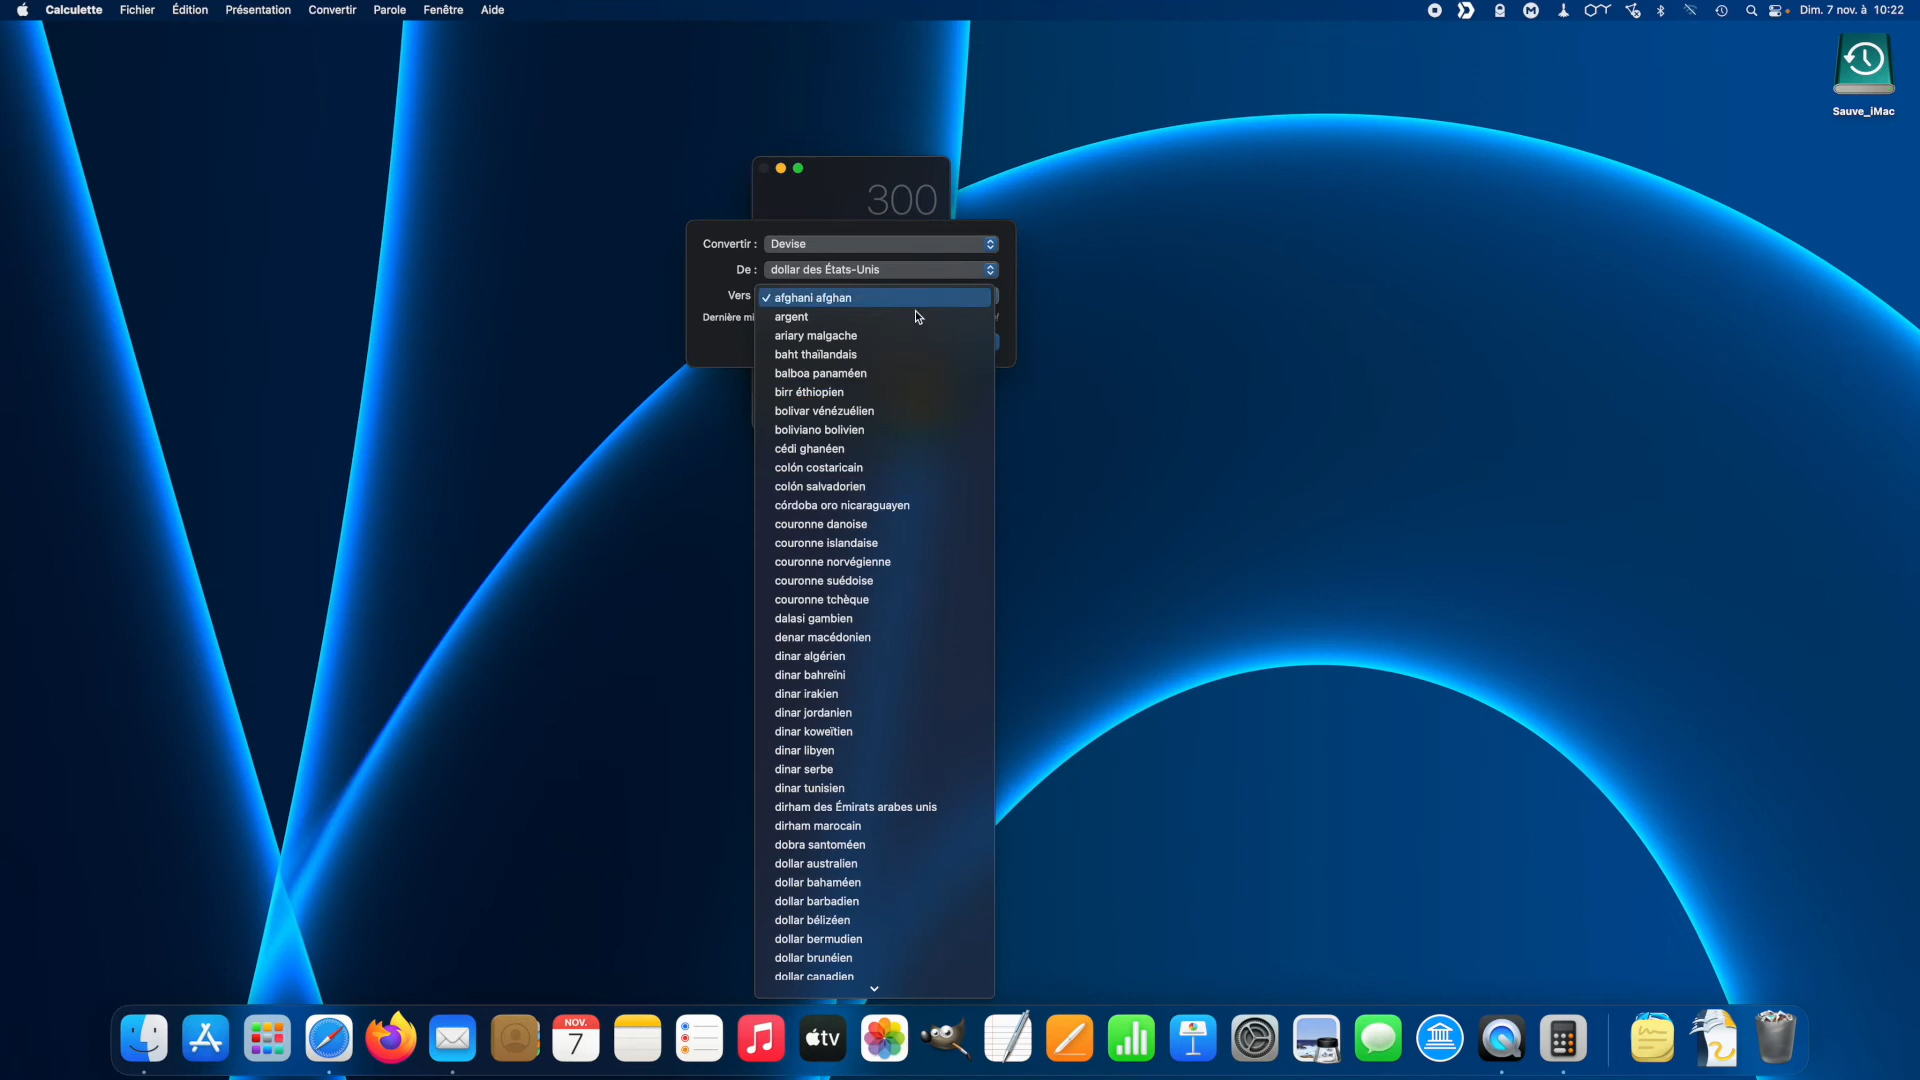 Calculette Fichier Édition Présentation Convertir Parole Fenêtre Aide
Dim. 7 nov. à 10:22
Sauve_iMac
300
Convertir : Devise
De : dollar des États-Unis
Vers
Dernière mi
afghani afghan
argent
ariary malgache
baht thaïlandais
balboa panaméen
birr éthiopien
bolivar vénézuélien
boliviano bolivien
cédi ghanéen
colón costaricain
colón salvadorien
córdoba oro nicaraguayen
couronne danoise
couronne islandaise
couronne norvégienne
couronne suédoise
couronne tchèque
dalasi gambien
denar macédonien
dinar algérien
dinar bahreïni
dinar irakien
dinar jordanien
dinar koweïtien
dinar libyen
dinar serbe
dinar tunisien
dirham des Émirats arabes unis
dirham marocain
dobra santoméen
dollar australien
dollar bahaméen
dollar barbadien
dollar bélizéen
dollar bermudien
dollar brunéien
dollar canadien
NOV.
7
tv